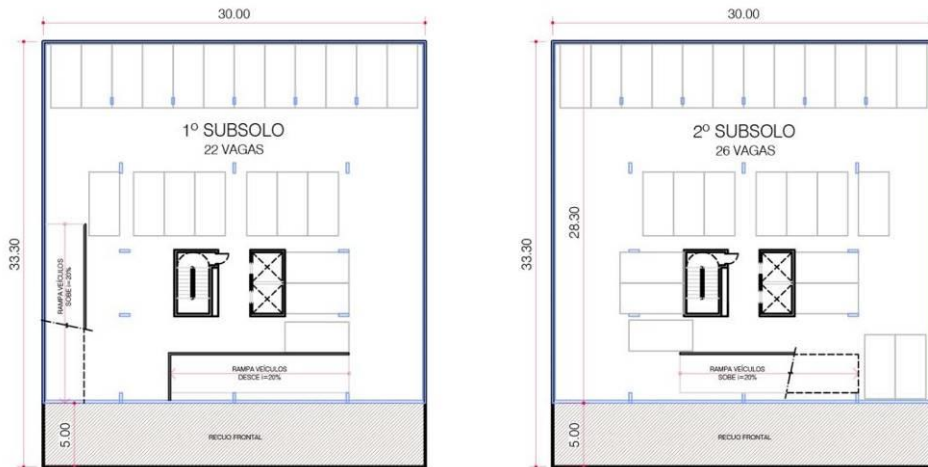 30.00
33.30
1º SUBSOLO
22 VAGAS
RAMPA VEÍCULOS
SOBE i=20%
RAMPA VEÍCULOS
DESCE i=20%
5.00
RECUO FRONTAL
30.00
33.30
28.30
2º SUBSOLO
26 VAGAS
RAMPA VEÍCULOS
SOBE i=20%
5.00
RECUO FRONTAL